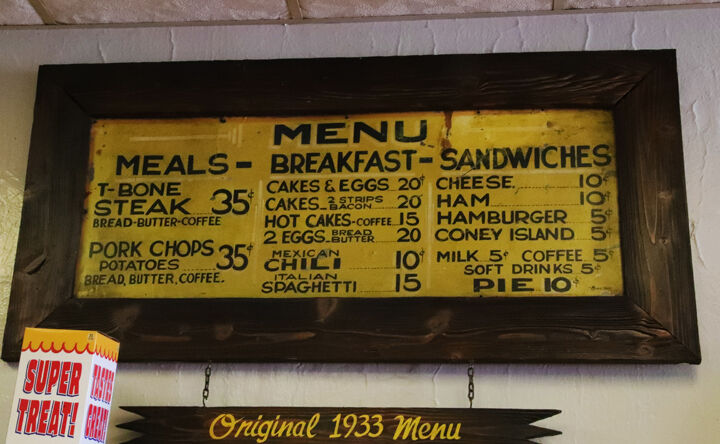 MENU
MEALS - BREAKFAST - SANDWICHES
T-BONE
STEAK 35¢
BREAD-BUTTER-COFFEE
PORK CHOPS
POTATOES 35¢
BREAD, BUTTER, COFFEE.
CAKES & EGGS 20¢
CAKES 2 STRIPS BACON 20
HOT CAKES-COFFEE 15
2 EGGS BREAD BUTTER 20
MEXICAN
CHILI 10¢
ITALIAN
SPAGHETTI 15
CHEESE 10¢
HAM 10¢
HAMBURGER 5¢
CONEY ISLAND 5¢
MILK 5¢ COFFEE 5¢
SOFT DRINKS 5¢
PIE 10¢
SUPER
TREAT!
TASTES
GREAT!
Original 1933 Menu